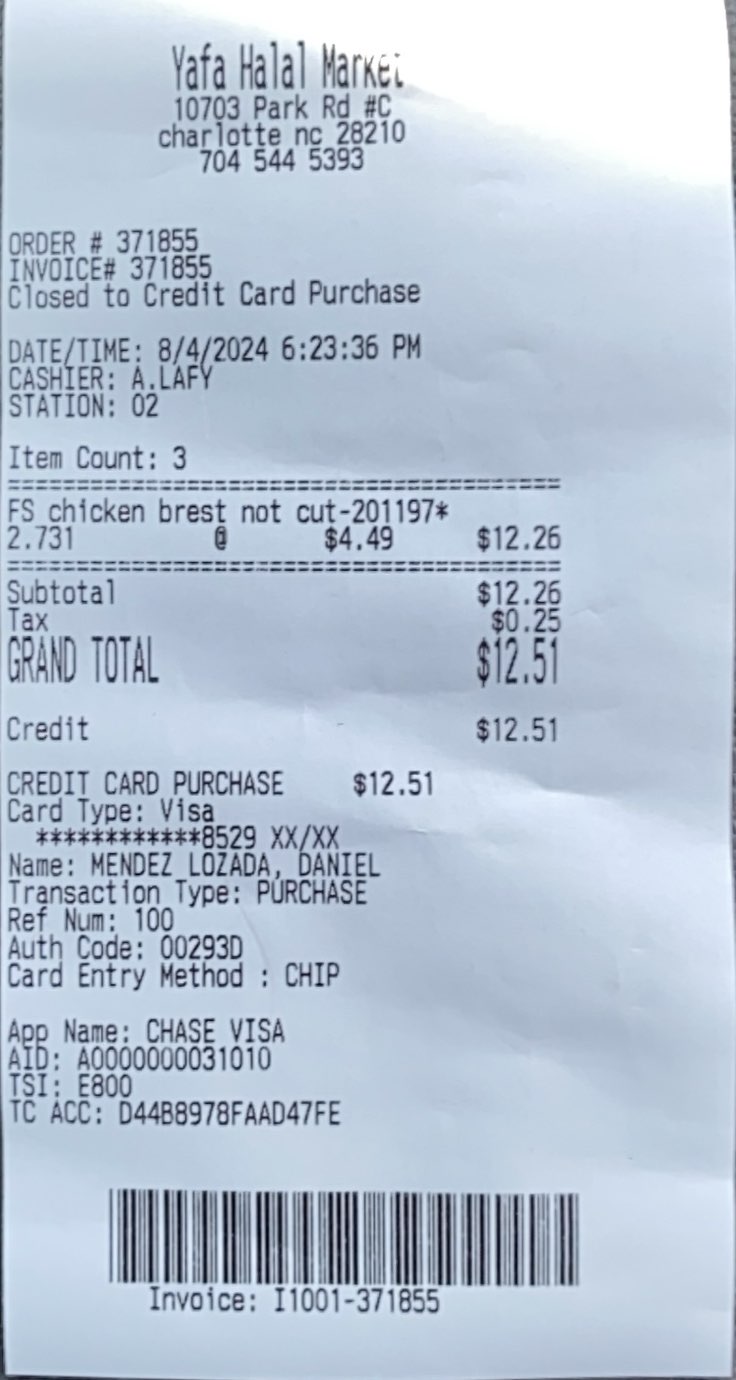 Yafa Halal Market
10703 Park Rd #C
charlotte nc 28210
704 544 5393
ORDER # 371855
INVOICE# 371855
Closed to Credit Card Purchase
DATE/TIME: 8/4/2024 6:23:36 PM
CASHIER: A.LAFY
STATION: 02
Item Count: 3
========================================
FS chicken brest not cut-201197*
2.731 @ $4.49 $12.26
========================================
Subtotal $12.26
Tax $0.25
GRAND TOTAL $12.51
Credit $12.51
CREDIT CARD PURCHASE $12.51
Card Type: Visa
************8529 XX/XX
Name: MENDEZ LOZADA, DANIEL
Transaction Type: PURCHASE
Ref Num: 100
Auth Code: 00293D
Card Entry Method : CHIP
App Name: CHASE VISA
AID: A0000000031010
TSI: E800
TC ACC: D44B8978FAAD47FE
Invoice: I1001-371855